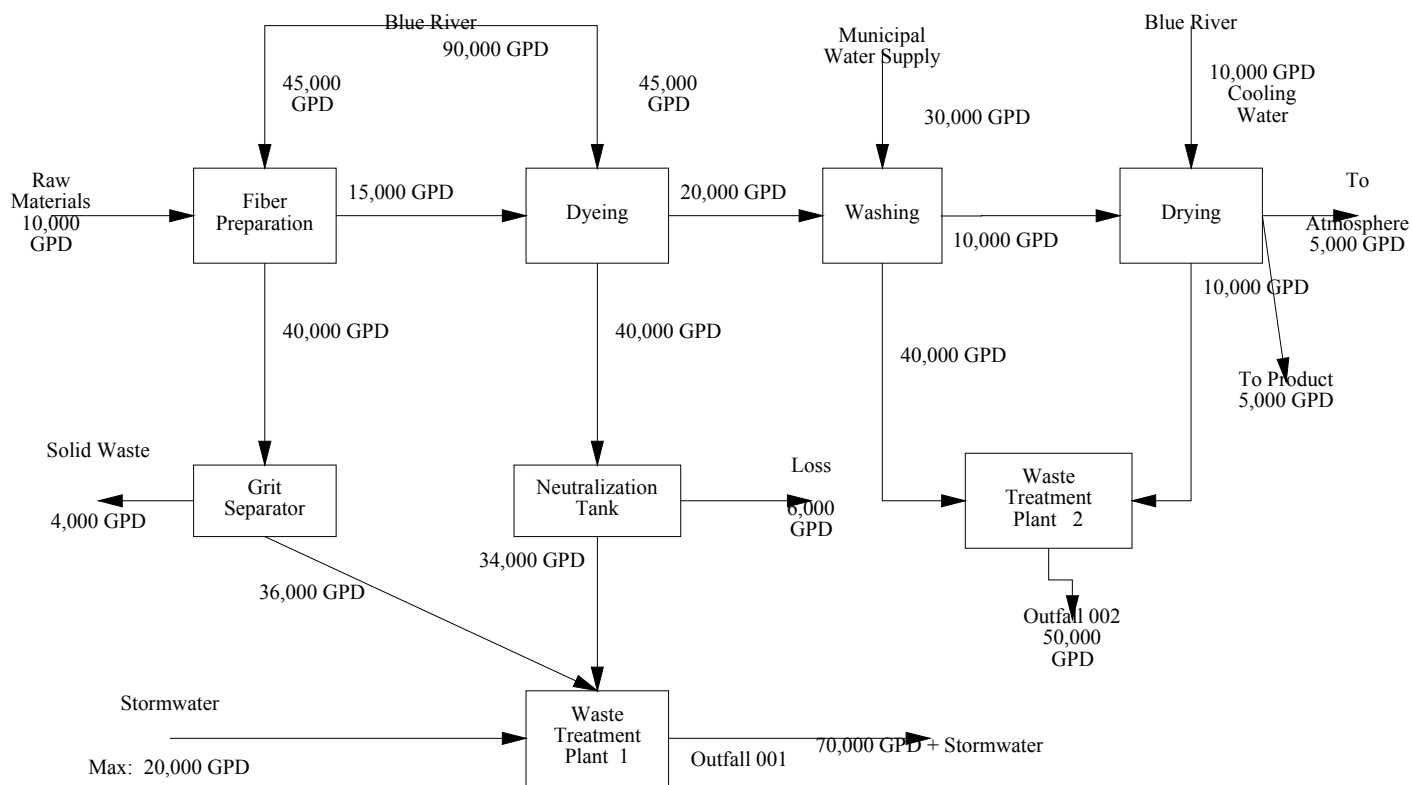 Blue River
90,000 GPD
45,000
GPD
45,000
GPD
Municipal
Water Supply
30,000 GPD
Blue River
10,000 GPD
Cooling
Water
Raw
Materials
10,000
GPD
Fiber
Preparation
15,000 GPD
Dyeing
20,000 GPD
Washing
10,000 GPD
Drying
To
Atmosphere
5,000 GPD
40,000 GPD
40,000 GPD
40,000 GPD
10,000 GPD
To Product
5,000 GPD
Solid Waste
4,000 GPD
Grit
Separator
Neutralization
Tank
Loss
6,000
GPD
Waste
Treatment
Plant 2
36,000 GPD
34,000 GPD
Outfall 002
50,000
GPD
Stormwater
Max: 20,000 GPD
Waste
Treatment
Plant 1
Outfall 001
70,000 GPD + Stormwater